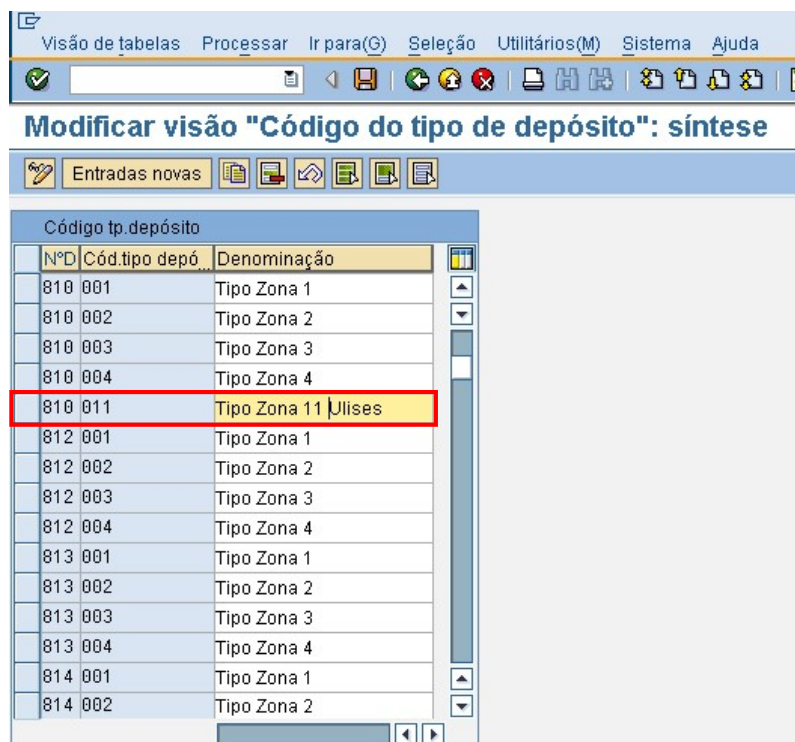 Visão de tabelas Processar Ir para(G) Seleção Utilitários(M) Sistema Ajuda
Modificar visão "Código do tipo de depósito": síntese
Entradas novas
Código tp.depósito
NºD Cód.tipo depó... Denominação
810 001 Tipo Zona 1
810 002 Tipo Zona 2
810 003 Tipo Zona 3
810 004 Tipo Zona 4
810 011 Tipo Zona 11 Ulises
812 001 Tipo Zona 1
812 002 Tipo Zona 2
812 003 Tipo Zona 3
812 004 Tipo Zona 4
813 001 Tipo Zona 1
813 002 Tipo Zona 2
813 003 Tipo Zona 3
813 004 Tipo Zona 4
814 001 Tipo Zona 1
814 002 Tipo Zona 2